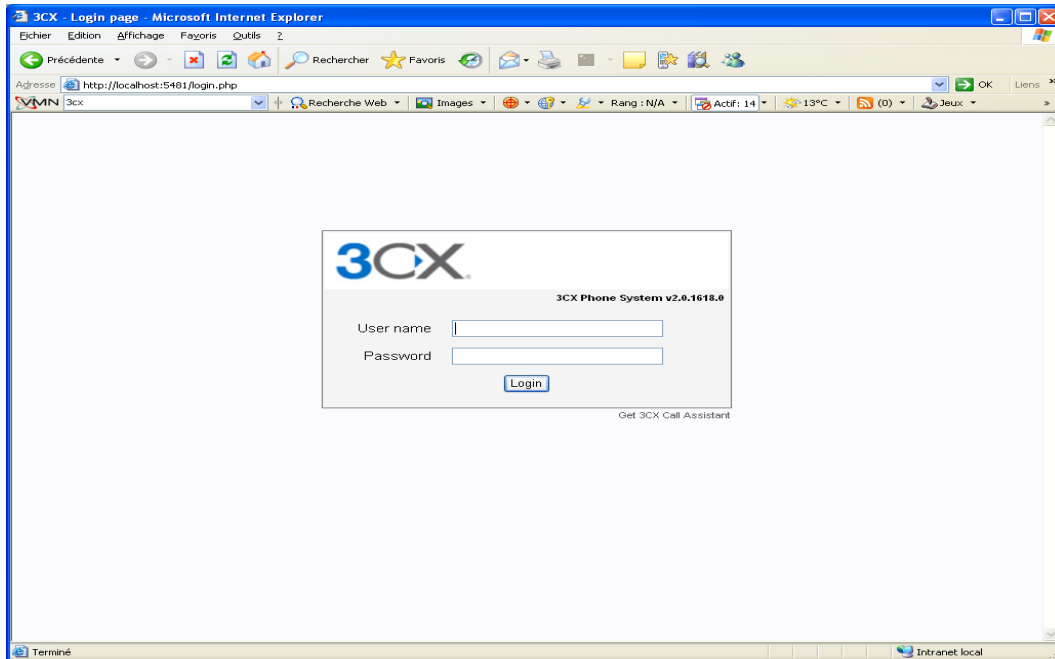 3CX - Login page - Microsoft Internet Explorer
Eichier Edition Affichage Favoris Outils ?
Précédente Rechercher Favoris
Adresse http://localhost:5481/login.php OK Liens »
VMN 3cx Recherche Web Images Rang : N/A Actif: 14 13°C (0) Jeux »
3CX
3CX Phone System v2.0.1618.0
User name
Password
Login
Get 3CX Call Assistant
Terminé Intranet local